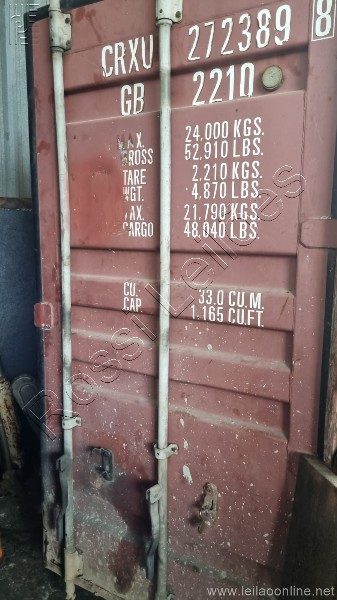 CRXU 272389 8
GB 2210
MAX. 24.000 KGS.
GROSS 52.910 LBS.
TARE 2.210 KGS.
WGT. 4.870 LBS.
MAX. 21.790 KGS.
CARGO 48.040 LBS.
CU. 33.0 CU.M.
CAP. 1.165 CU.FT.
Rossi Leilões
www.leilaoonline.net